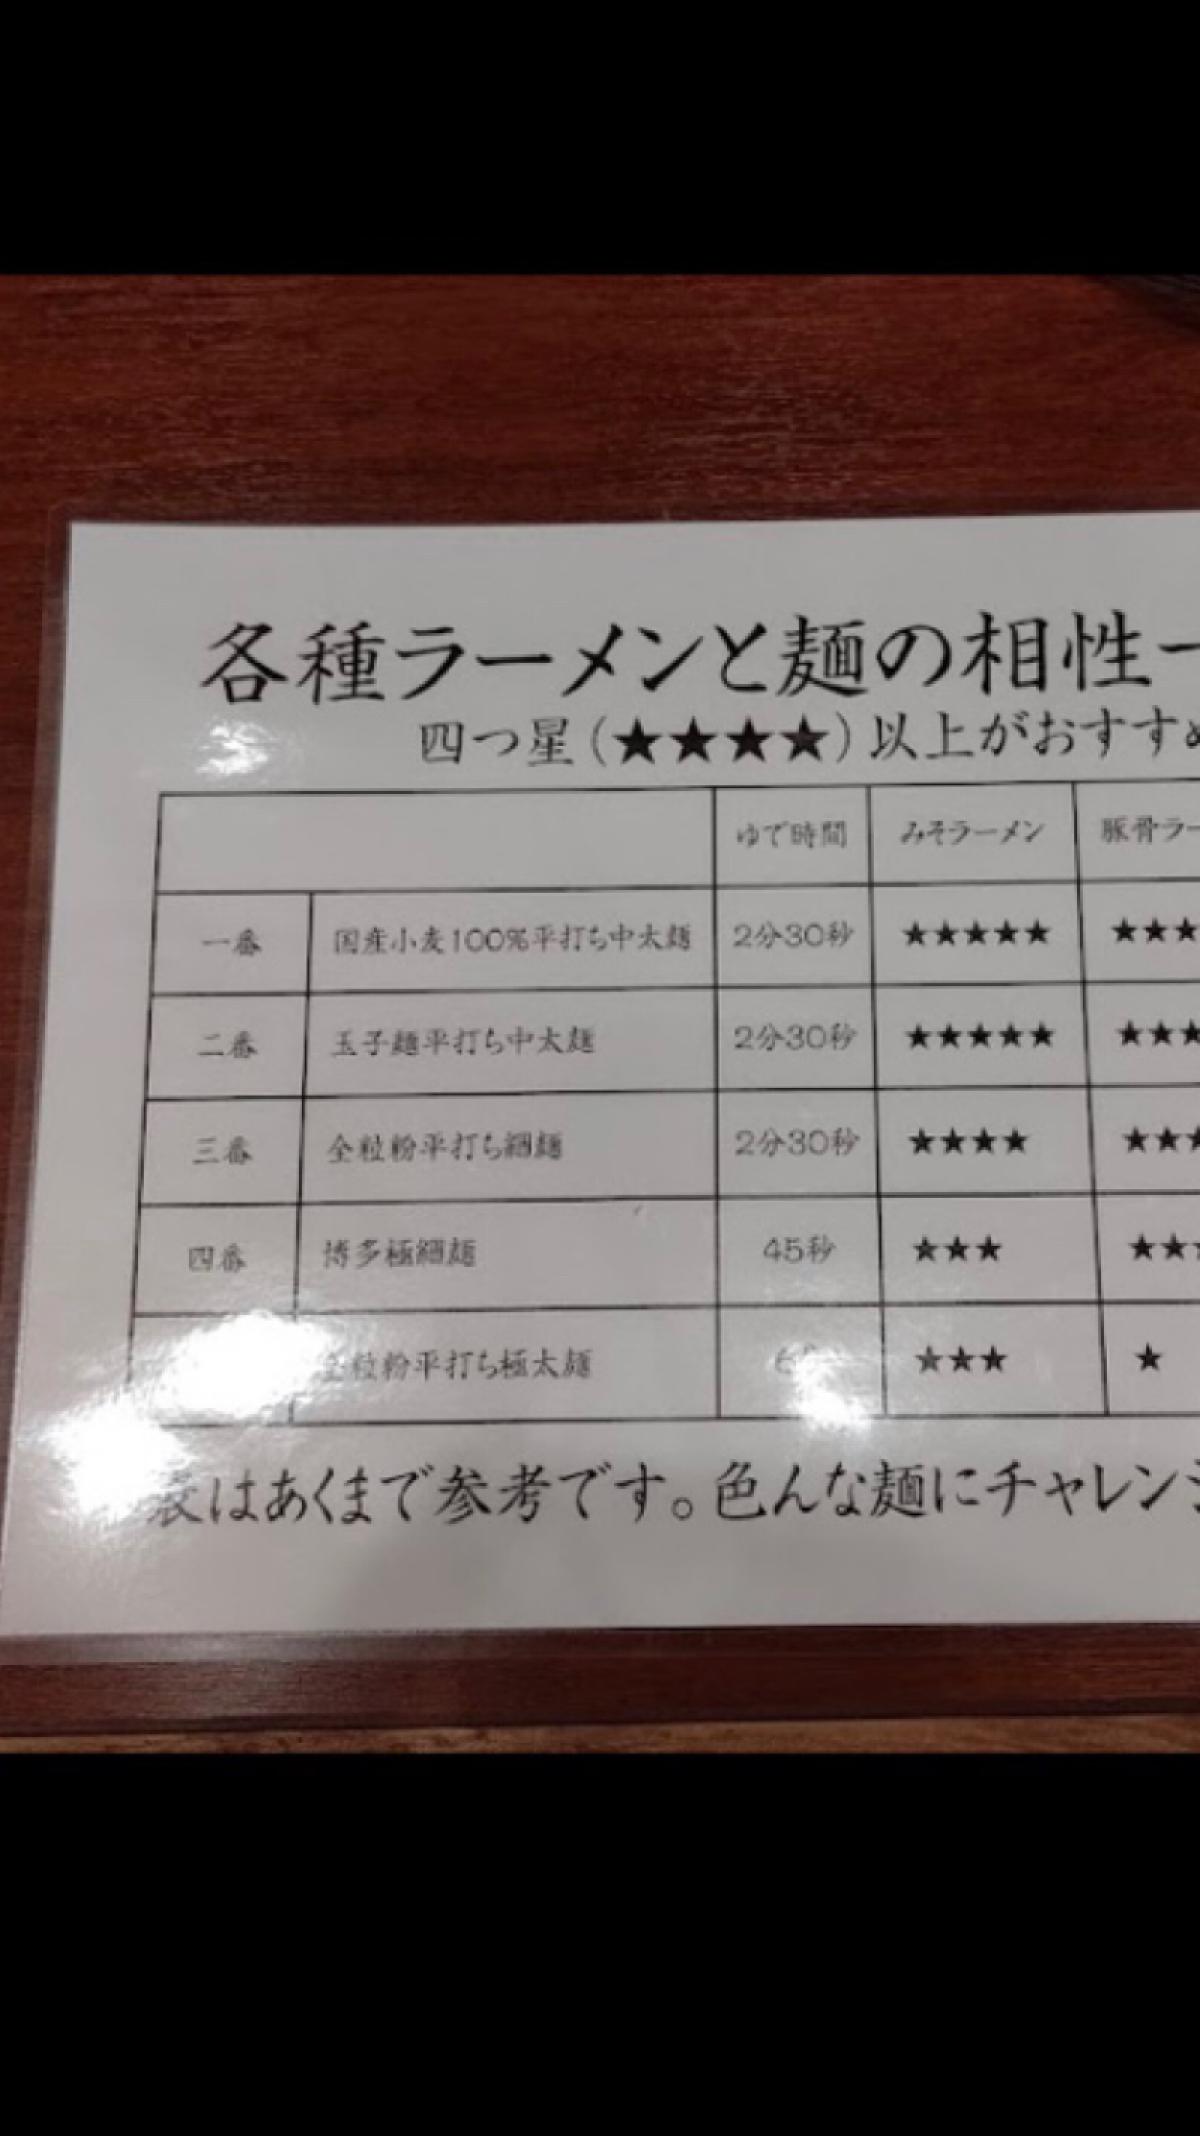 各種ラーメンと麺の相性一
四つ星(★★★★)以上がおすすめ
ゆで時間 みそラーメン 豚骨ラー
一番 国産小麦100%平打ち中太麺 2分30秒 ★★★★★ ★★★
二番 玉子麺平打ち中太麺 2分30秒 ★★★★★ ★★★
三番 全粒粉平打ち細麺 2分30秒 ★★★★ ★★★
四番 博多極細麺 45秒 ★★★ ★★★
全粒粉平打ち極太麺 ★★★ ★
表はあくまで参考です。色んな麺にチャレンジ